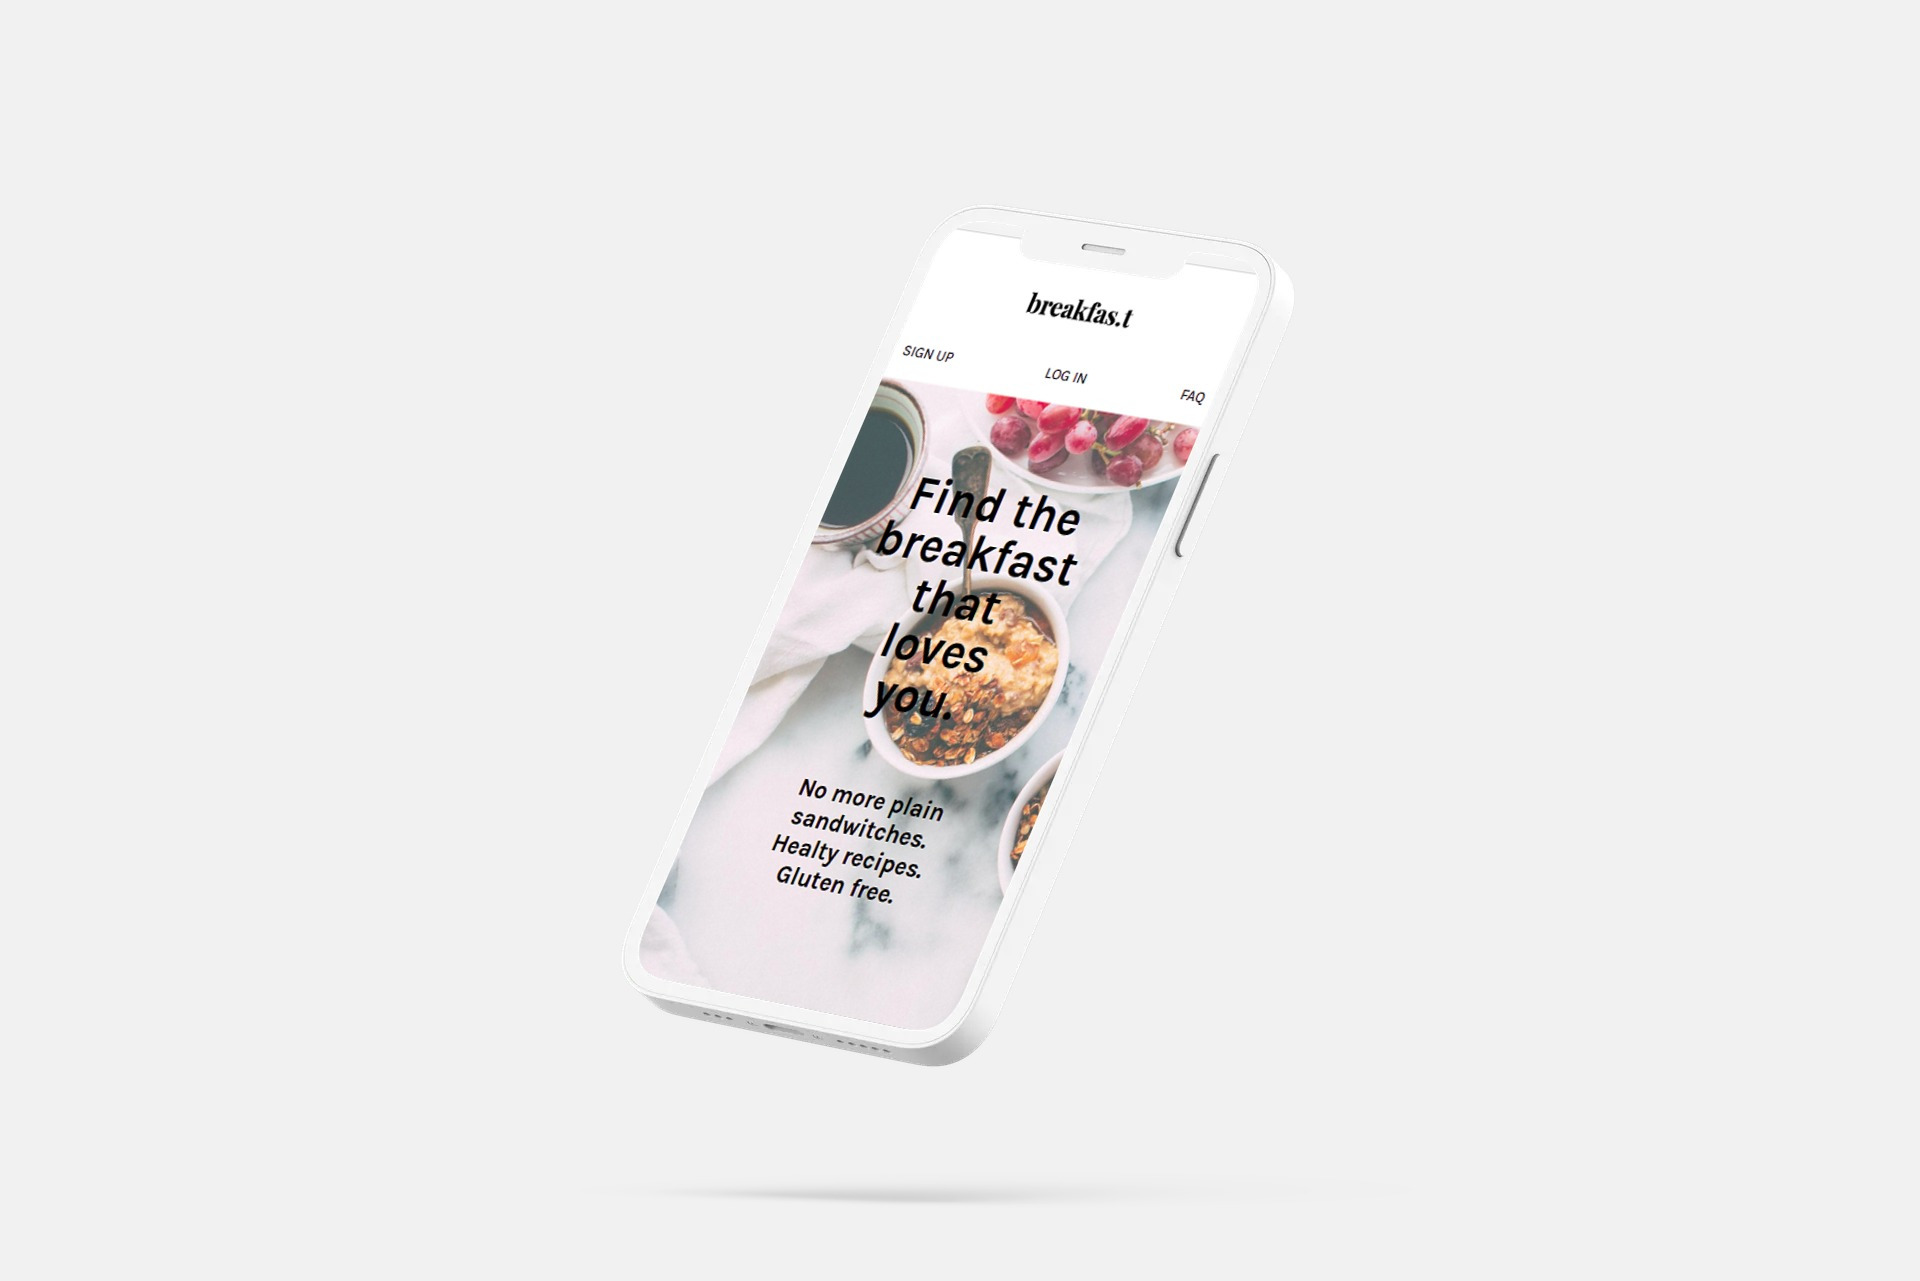 breakfas.t
SIGN UP LOG IN FAQ
Find the
breakfast
that
loves
you.
No more plain
sandwitches.
Healty recipes.
Gluten free.